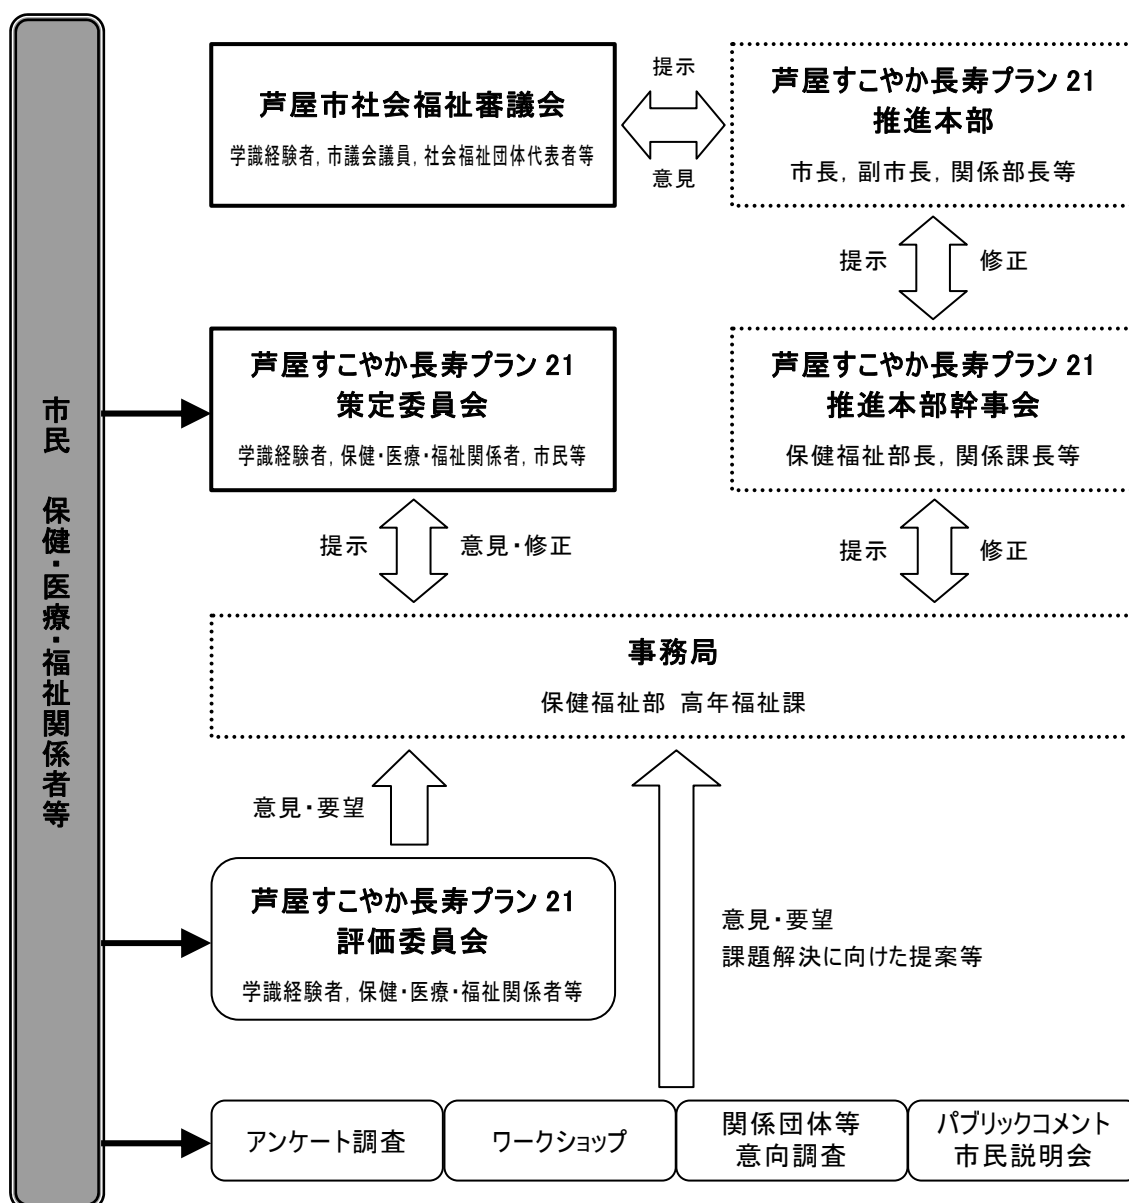 市民　保健・医療・福祉関係者等
芦屋市社会福祉審議会
学識経験者, 市議会議員, 社会福祉団体代表者等
提示
意見
芦屋すこやか長寿プラン 21
推進本部
市長, 副市長, 関係部長等
提示
修正
芦屋すこやか長寿プラン 21
策定委員会
学識経験者, 保健・医療・福祉関係者, 市民等
芦屋すこやか長寿プラン 21
推進本部幹事会
保健福祉部長, 関係課長等
提示
意見・修正
提示
修正
事務局
保健福祉部 高年福祉課
意見・要望
芦屋すこやか長寿プラン 21
評価委員会
学識経験者, 保健・医療・福祉関係者等
意見・要望
課題解決に向けた提案等
アンケート調査
ワークショップ
関係団体等
意向調査
パブリックコメント
市民説明会